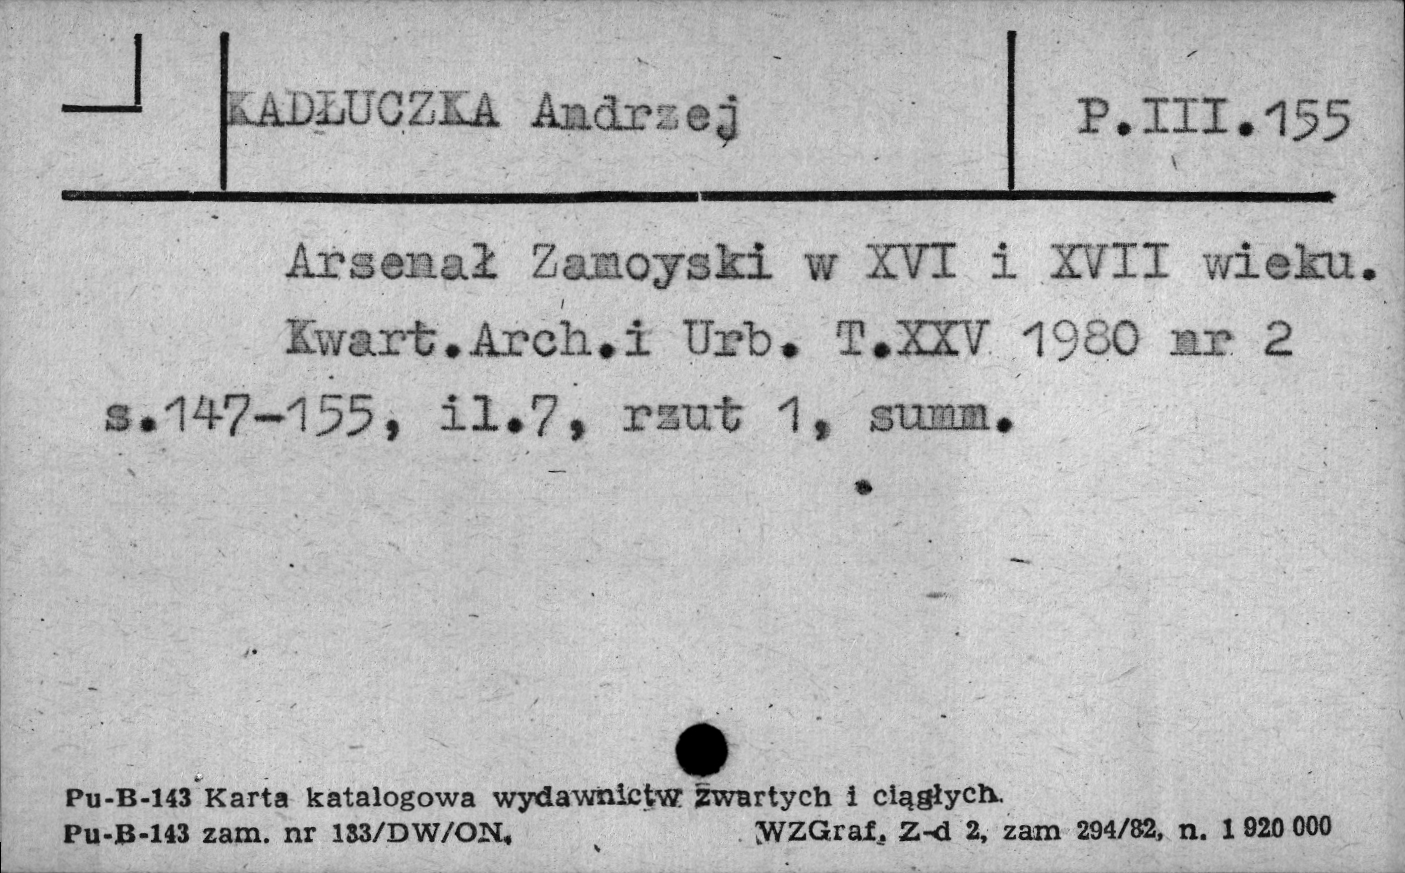 KADŁUCZKA Andrzej
P.III.155
Arsenał Zamoyski w XVI i XVII wieku.
Kwart.Arch.i Urb. T.XXV 1980 nr 2
s.147-155, il.7, rzut 1, summ.
Pu-B-143 Karta katalogowa wydawnictw zwartych i ciągłych.
Pu-B-143 zam. nr 133/DW/ON. WZGraf. Z-d 2, zam 294/82, n. 1 920 000